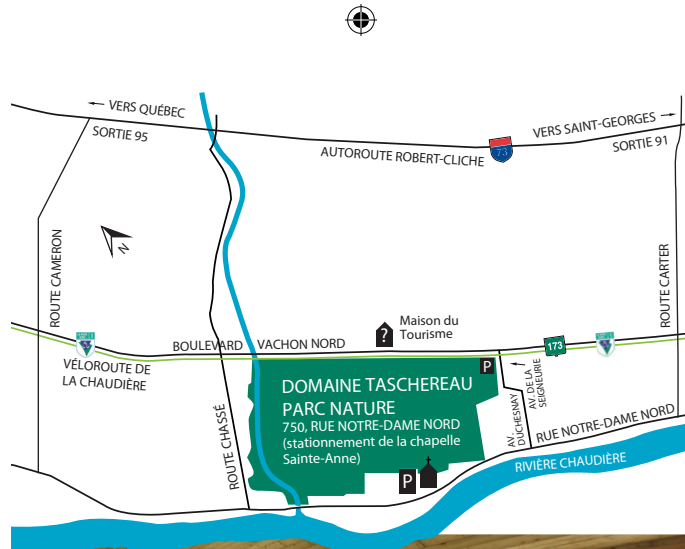 ← VERS QUÉBEC
SORTIE 95
VERS SAINT-GEORGES →
SORTIE 91
AUTOROUTE ROBERT-CLICHE
73
N
ROUTE CAMERON
ROUTE CARTER
Maison du
Tourisme
?
BOULEVARD VACHON NORD
173
VÉLOROUTE DE
LA CHAUDIÈRE
P
DOMAINE TASCHEREAU
PARC NATURE
750, RUE NOTRE-DAME NORD
(stationnement de la chapelle
Sainte-Anne)
P
ROUTE CHASSÉ
AV.
DUCHESNAY
AV. DE LA
SEIGNEURIE
RUE NOTRE-DAME NORD
RIVIÈRE CHAUDIÈRE